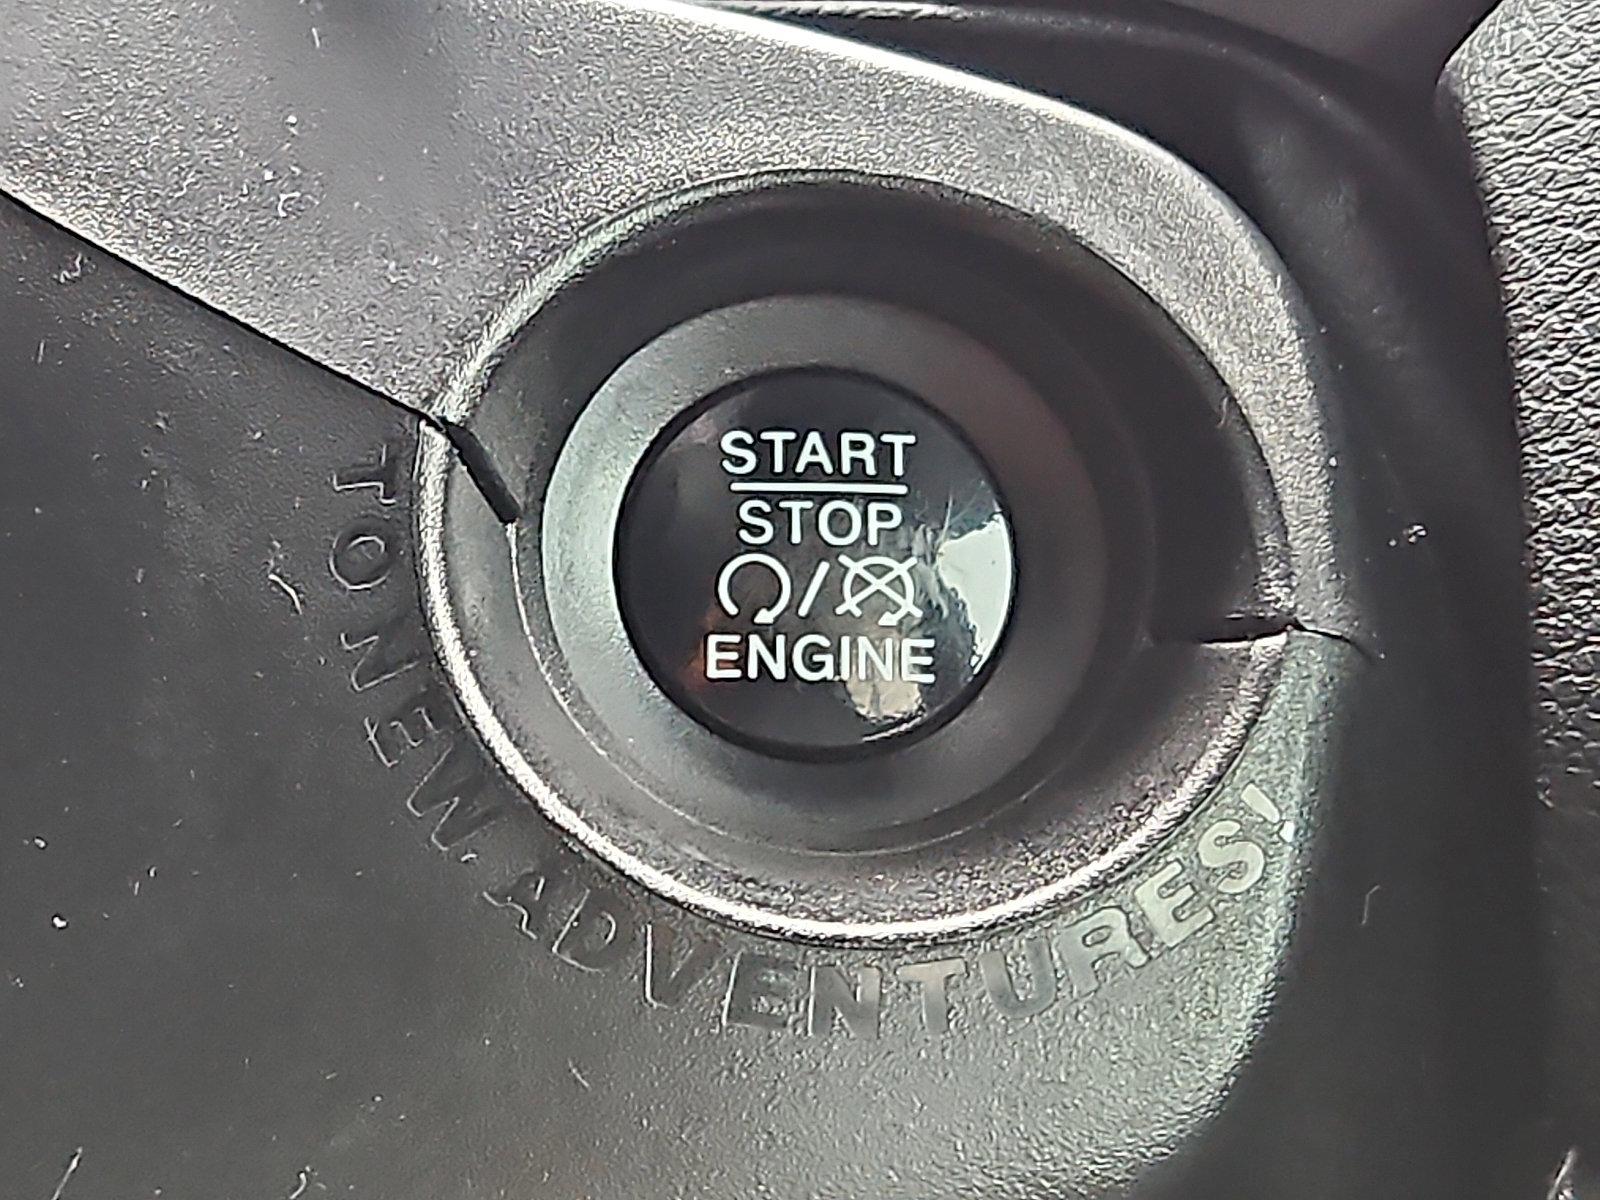 START
STOP
/
ENGINE
TO NEW ADVENTURES!